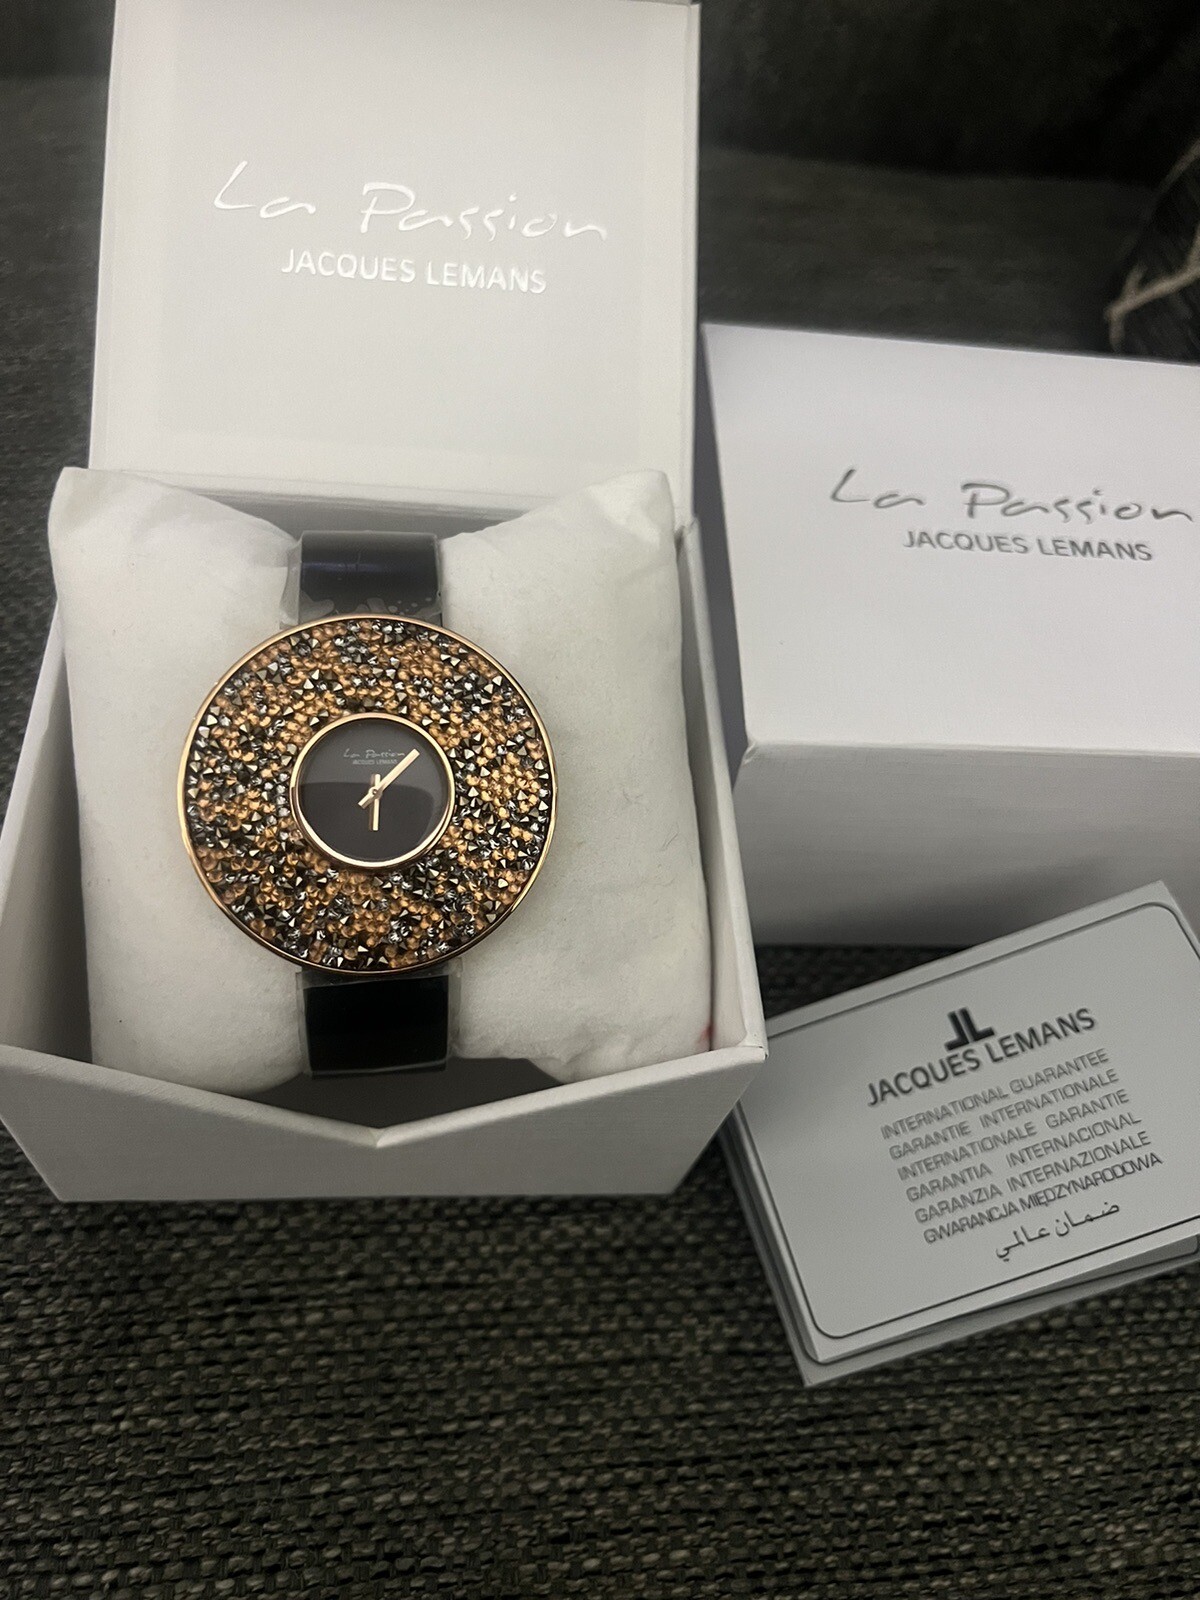 La Passion
JACQUES LEMANS
La Passion
JACQUES LEMANS
La Passion
JACQUES LEMANS
JL
JACQUES LEMANS
INTERNATIONAL GUARANTEE
GARANTIE INTERNATIONALE
INTERNATIONALE GARANTIE
GARANTIA INTERNACIONAL
GARANZIA INTERNAZIONALE
GWARANCJA MIĘDZYNARODOWA
ضمان عالمي